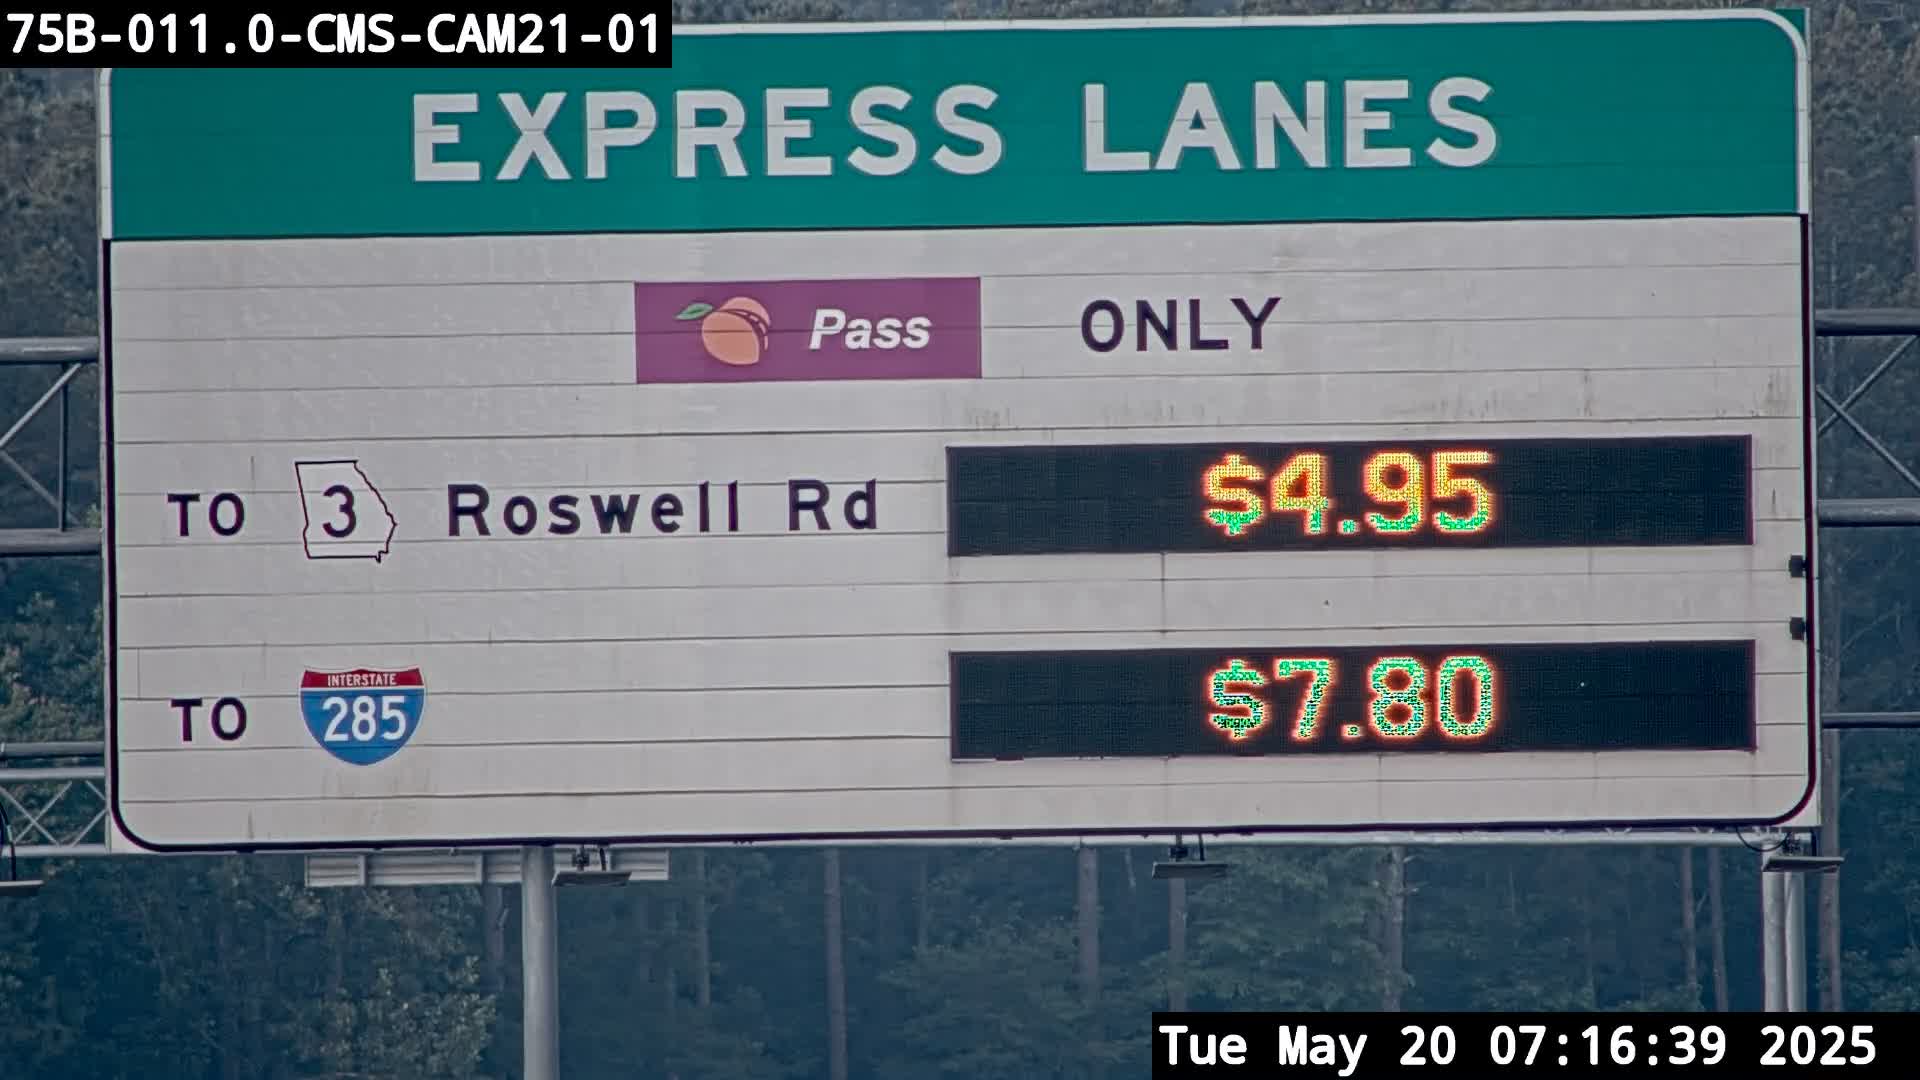 75B-011.0-CMS-CAM21-01
EXPRESS LANES
Pass ONLY
TO 3 Roswell Rd $4.95
TO INTERSTATE 285 $7.80
Tue May 20 07:16:39 2025